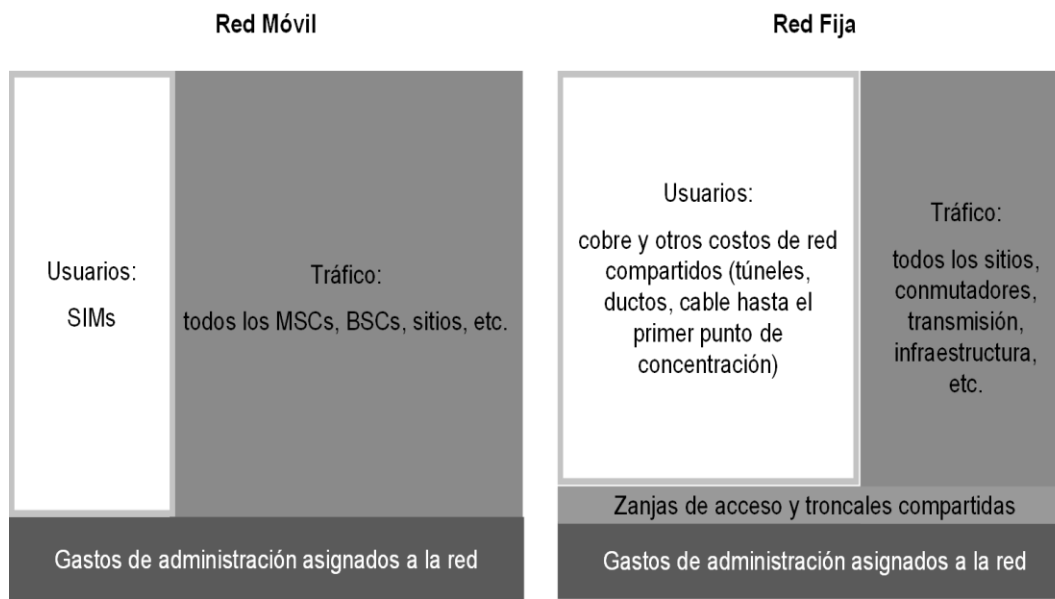 Red Móvil
Usuarios:
SIMs
Tráfico:
todos los MSCs, BSCs, sitios, etc.
Gastos de administración asignados a la red
Red Fija
Usuarios:
cobre y otros costos de red
compartidos (túneles,
ductos, cable hasta el
primer punto de
concentración)
Tráfico:
todos los sitios,
conmutadores,
transmisión,
infraestructura,
etc.
Zanjas de acceso y troncales compartidas
Gastos de administración asignados a la red